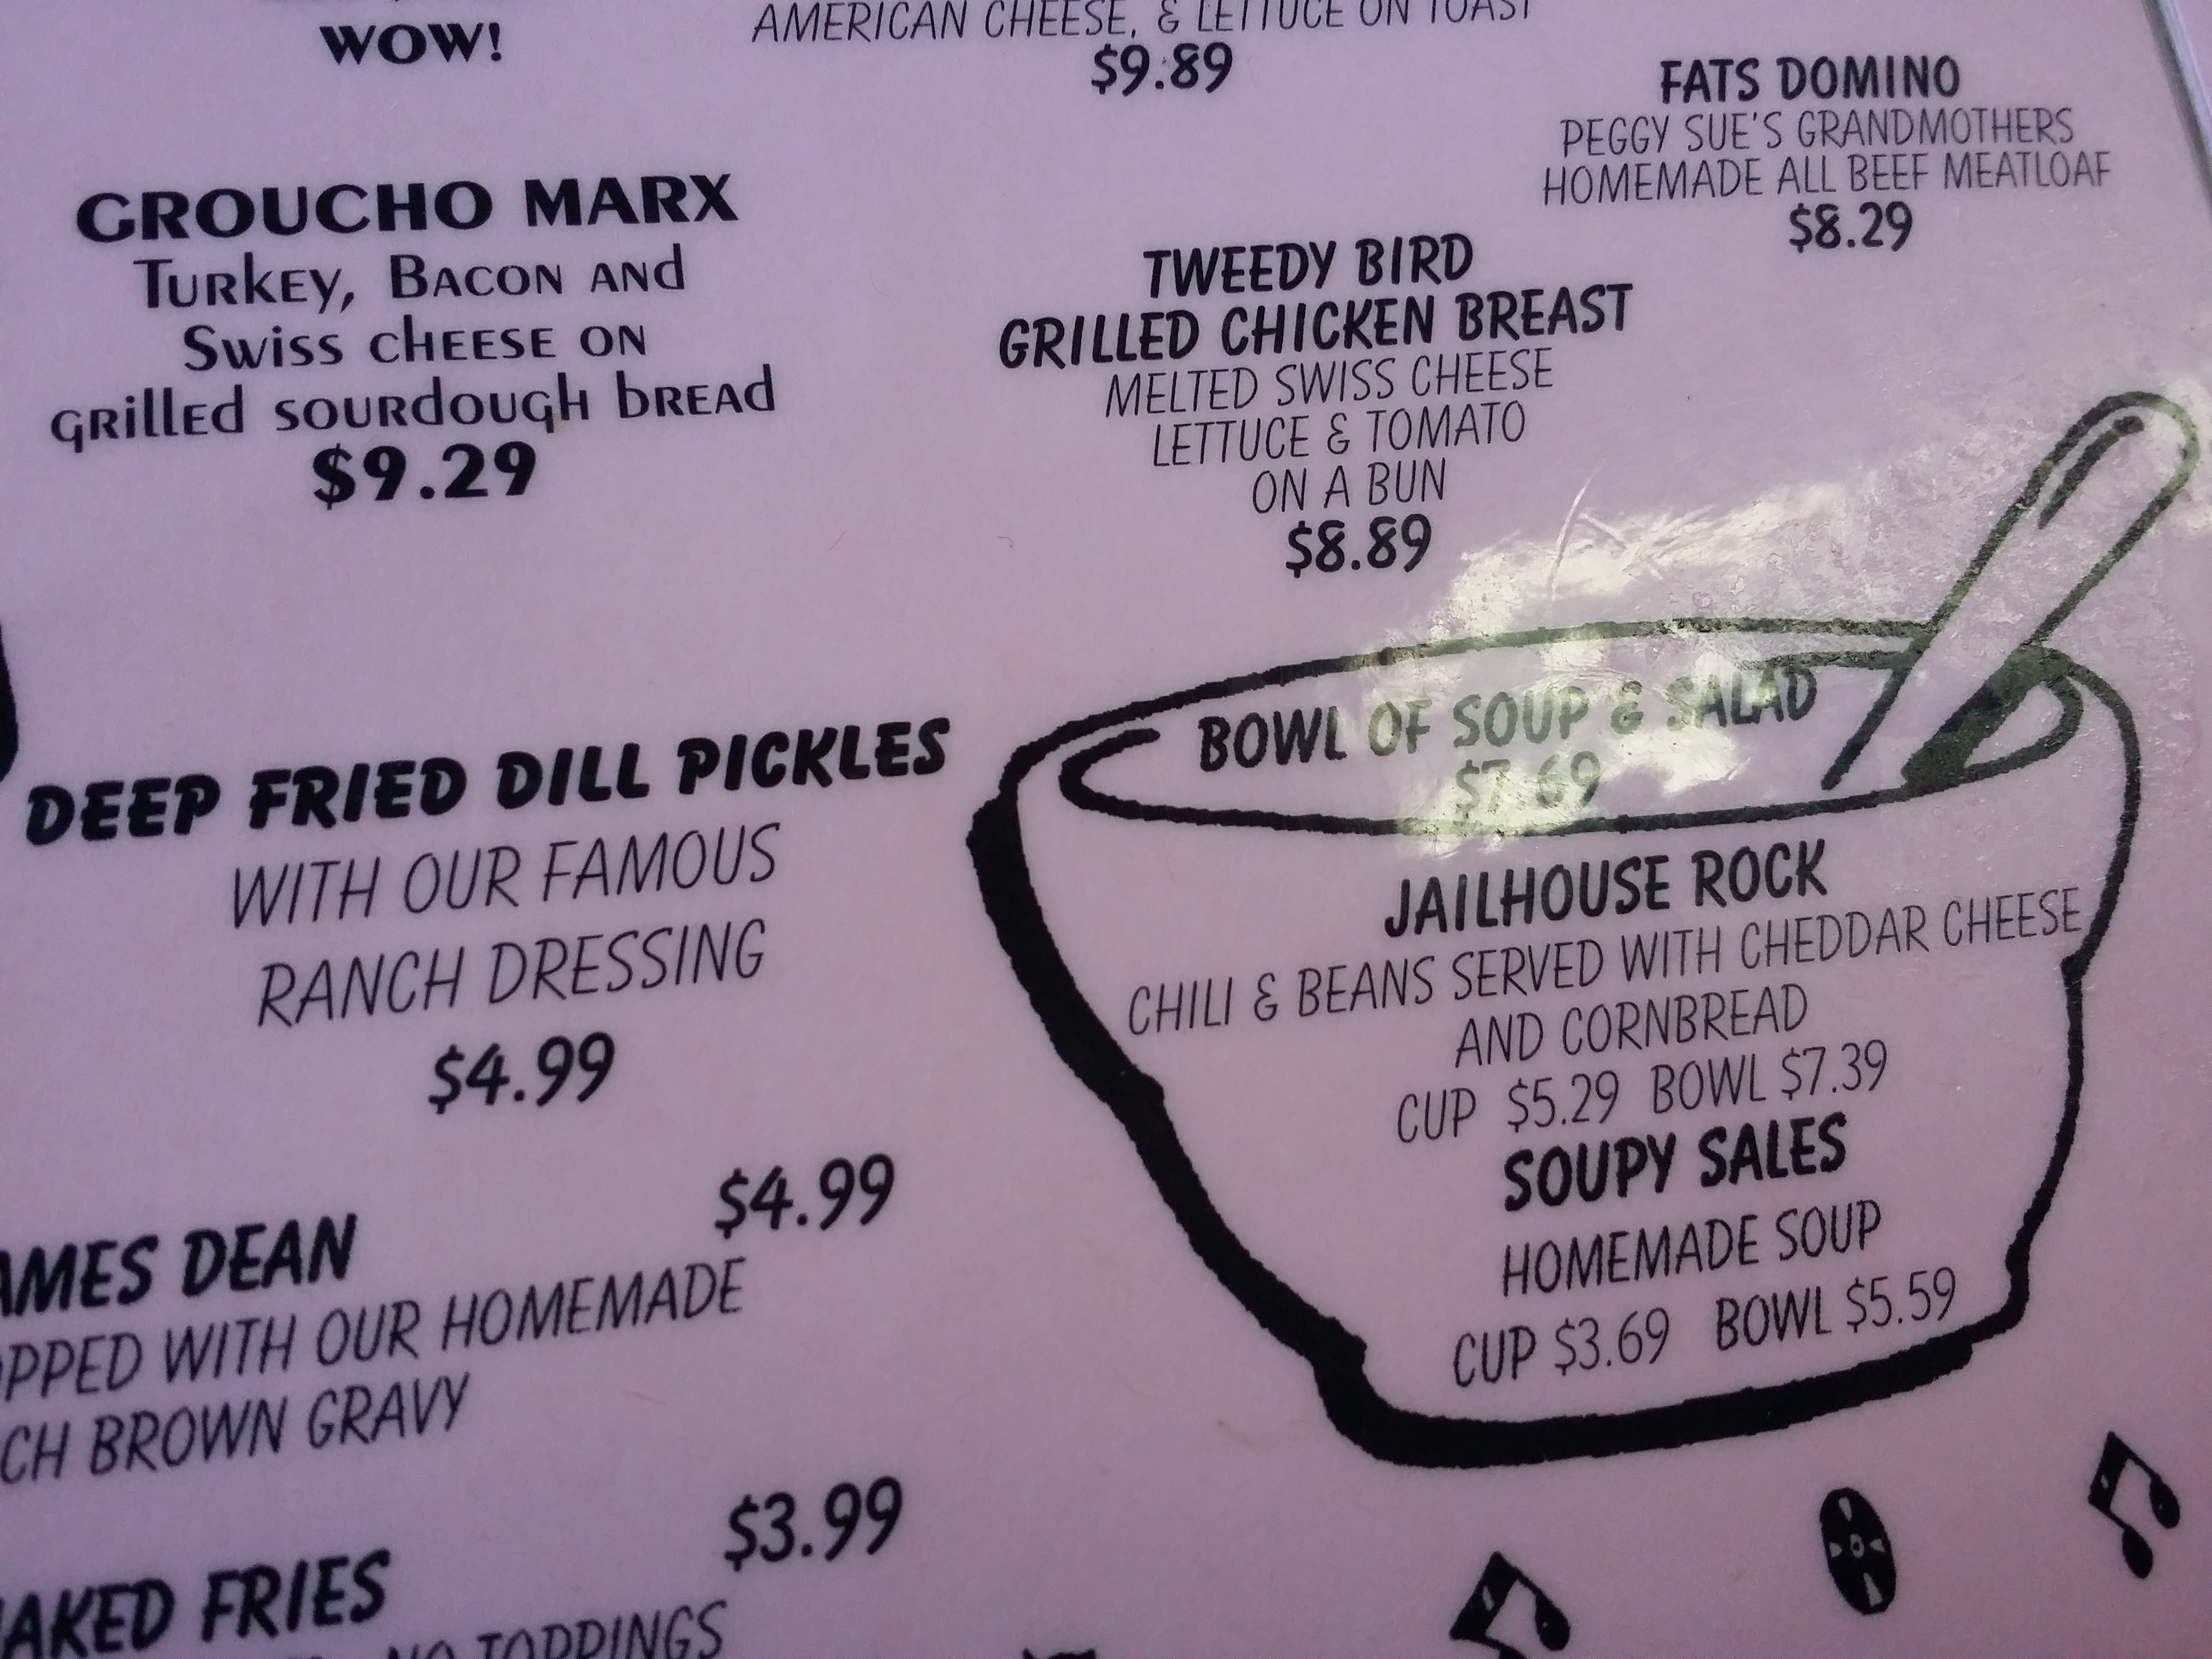 WOW!
AMERICAN CHEESE, & LETTUCE ON TOAST
$9.89
GROUCHO MARX
Turkey, Bacon and
Swiss cheese on
grilled sourdough bread
$9.29
FATS DOMINO
PEGGY SUE'S GRANDMOTHERS
HOMEMADE ALL BEEF MEATLOAF
$8.29
TWEEDY BIRD
GRILLED CHICKEN BREAST
MELTED SWISS CHEESE
LETTUCE & TOMATO
ON A BUN
$8.89
DEEP FRIED DILL PICKLES
WITH OUR FAMOUS
RANCH DRESSING
$4.99
$4.99
AMES DEAN
OPPED WITH OUR HOMEMADE
CH BROWN GRAVY
$3.99
AKED FRIES
NO TOPPINGS
BOWL OF SOUP & SALAD
$7.69
JAILHOUSE ROCK
CHILI & BEANS SERVED WITH CHEDDAR CHEESE
AND CORNBREAD
CUP $5.29 BOWL $7.39
SOUPY SALES
HOMEMADE SOUP
CUP $3.69 BOWL $5.59